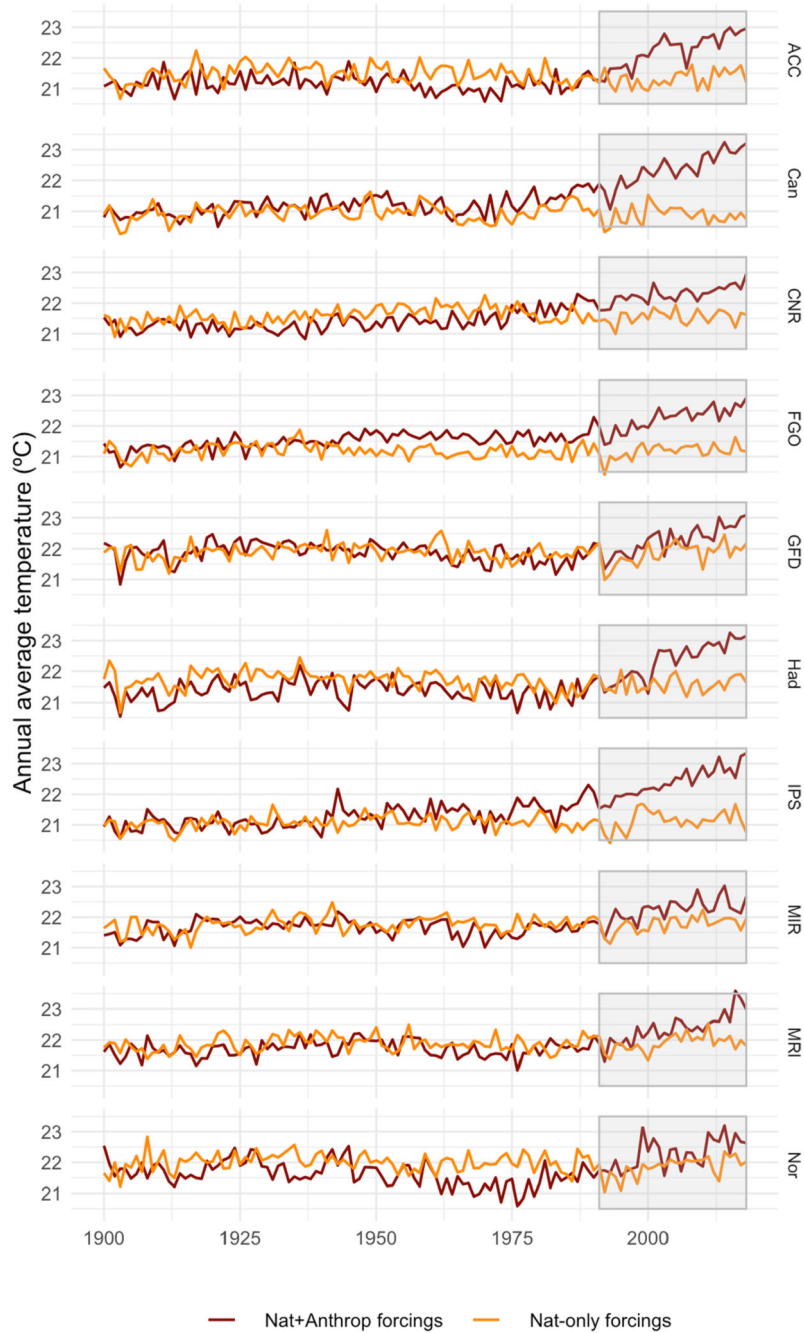 Annual average temperature (ºC)
23
22
21
ACC
23
22
21
Can
23
22
21
CNR
23
22
21
FGO
23
22
21
GFD
23
22
21
Had
23
22
21
IPS
23
22
21
MIR
23
22
21
MRI
23
22
21
Nor
1900 1925 1950 1975 2000
Nat+Anthrop forcings Nat-only forcings